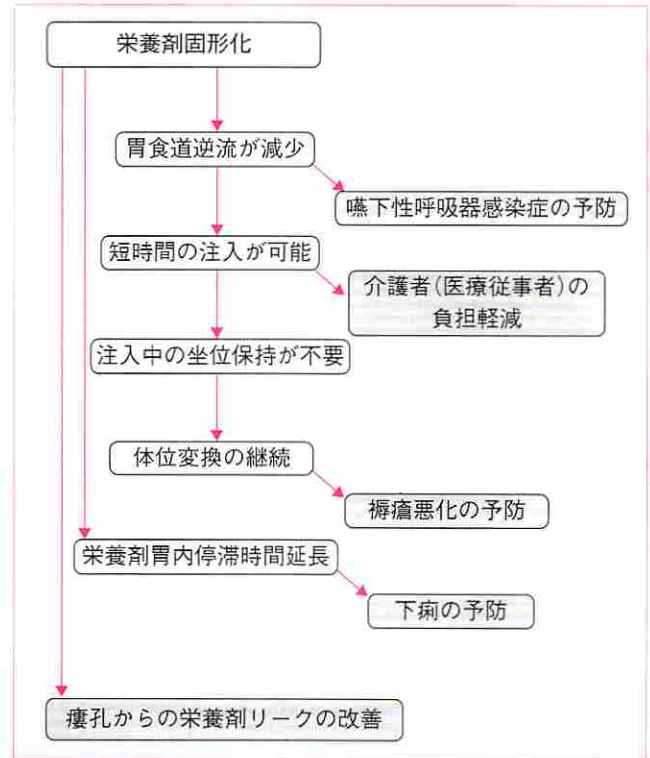 栄養剤固形化
胃食道逆流が減少
嚥下性呼吸器感染症の予防
短時間の注入が可能
介護者(医療従事者)の
負担軽減
注入中の坐位保持が不要
体位変換の継続
褥瘡悪化の予防
栄養剤胃内停滞時間延長
下痢の予防
瘻孔からの栄養剤リークの改善